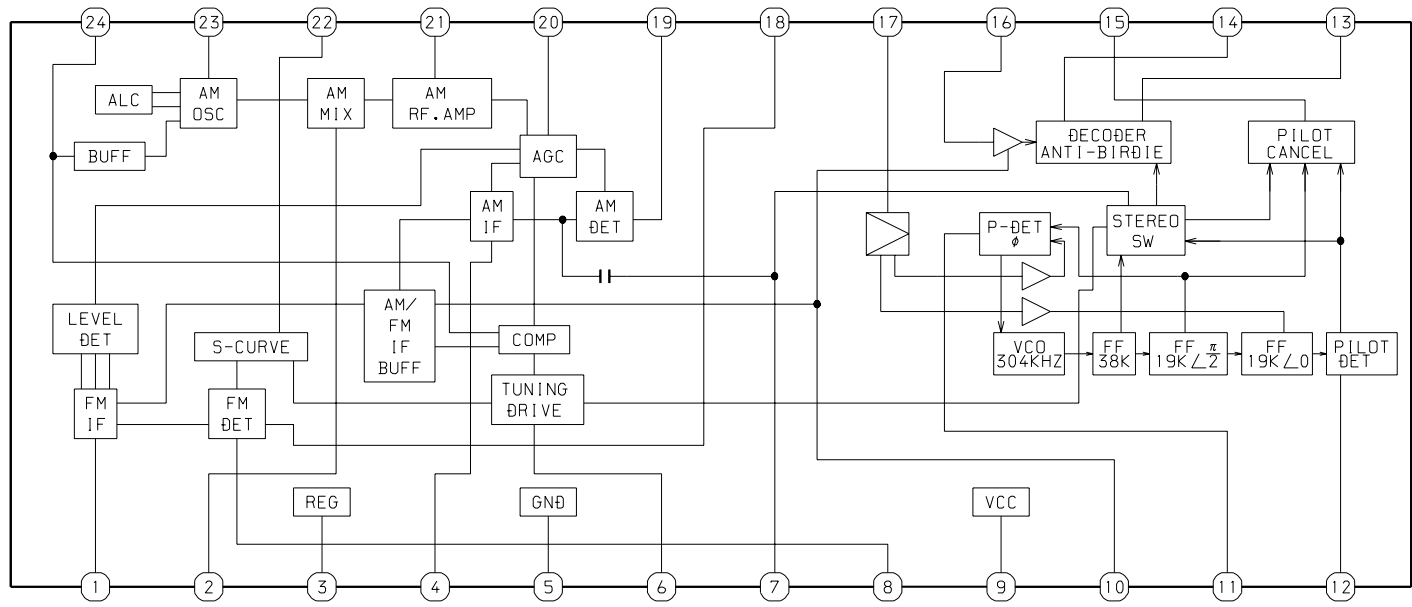 24 23 22 21 20 19 18 17 16 15 14 13
ALC
AM
OSC
AM
MIX
AM
RF.AMP
BUFF
AGC
DECODER
ANTI-BIRDIE
PILOT
CANCEL
AM
IF
AM
DET
P-DET
ø
STEREO
SW
LEVEL
DET
S-CURVE
AM/
FM
IF
BUFF
COMP
VCO
304KHZ
FF
38K
FF
19K∠π/2
FF
19K∠0
PILOT
DET
FM
IF
FM
DET
TUNING
DRIVE
REG
GND
VCC
1 2 3 4 5 6 7 8 9 10 11 12